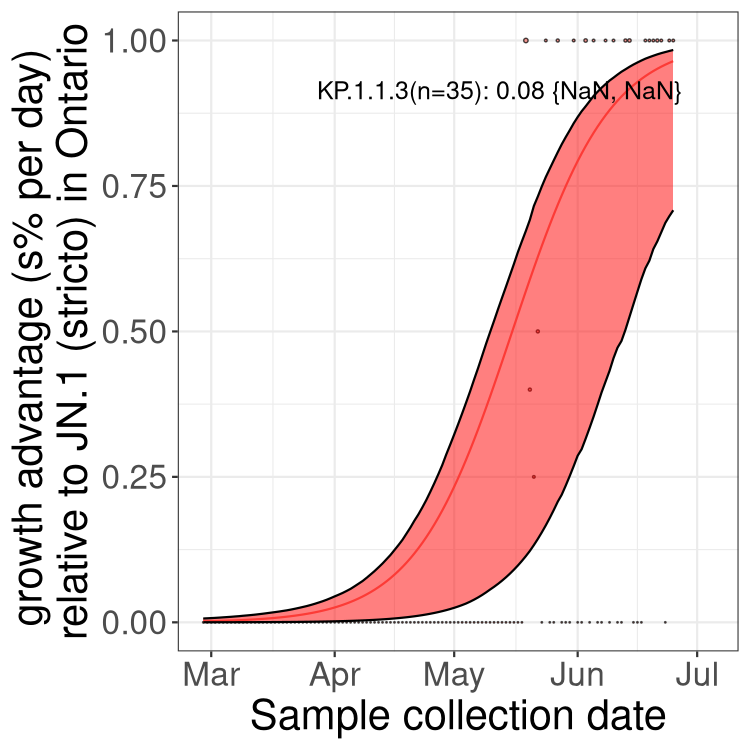 growth advantage (s% per day)
relative to JN.1 (stricto) in Ontario
1.00
0.75
0.50
0.25
0.00
KP.1.1.3(n=35): 0.08 {NaN, NaN}
Mar Apr May Jun Jul
Sample collection date